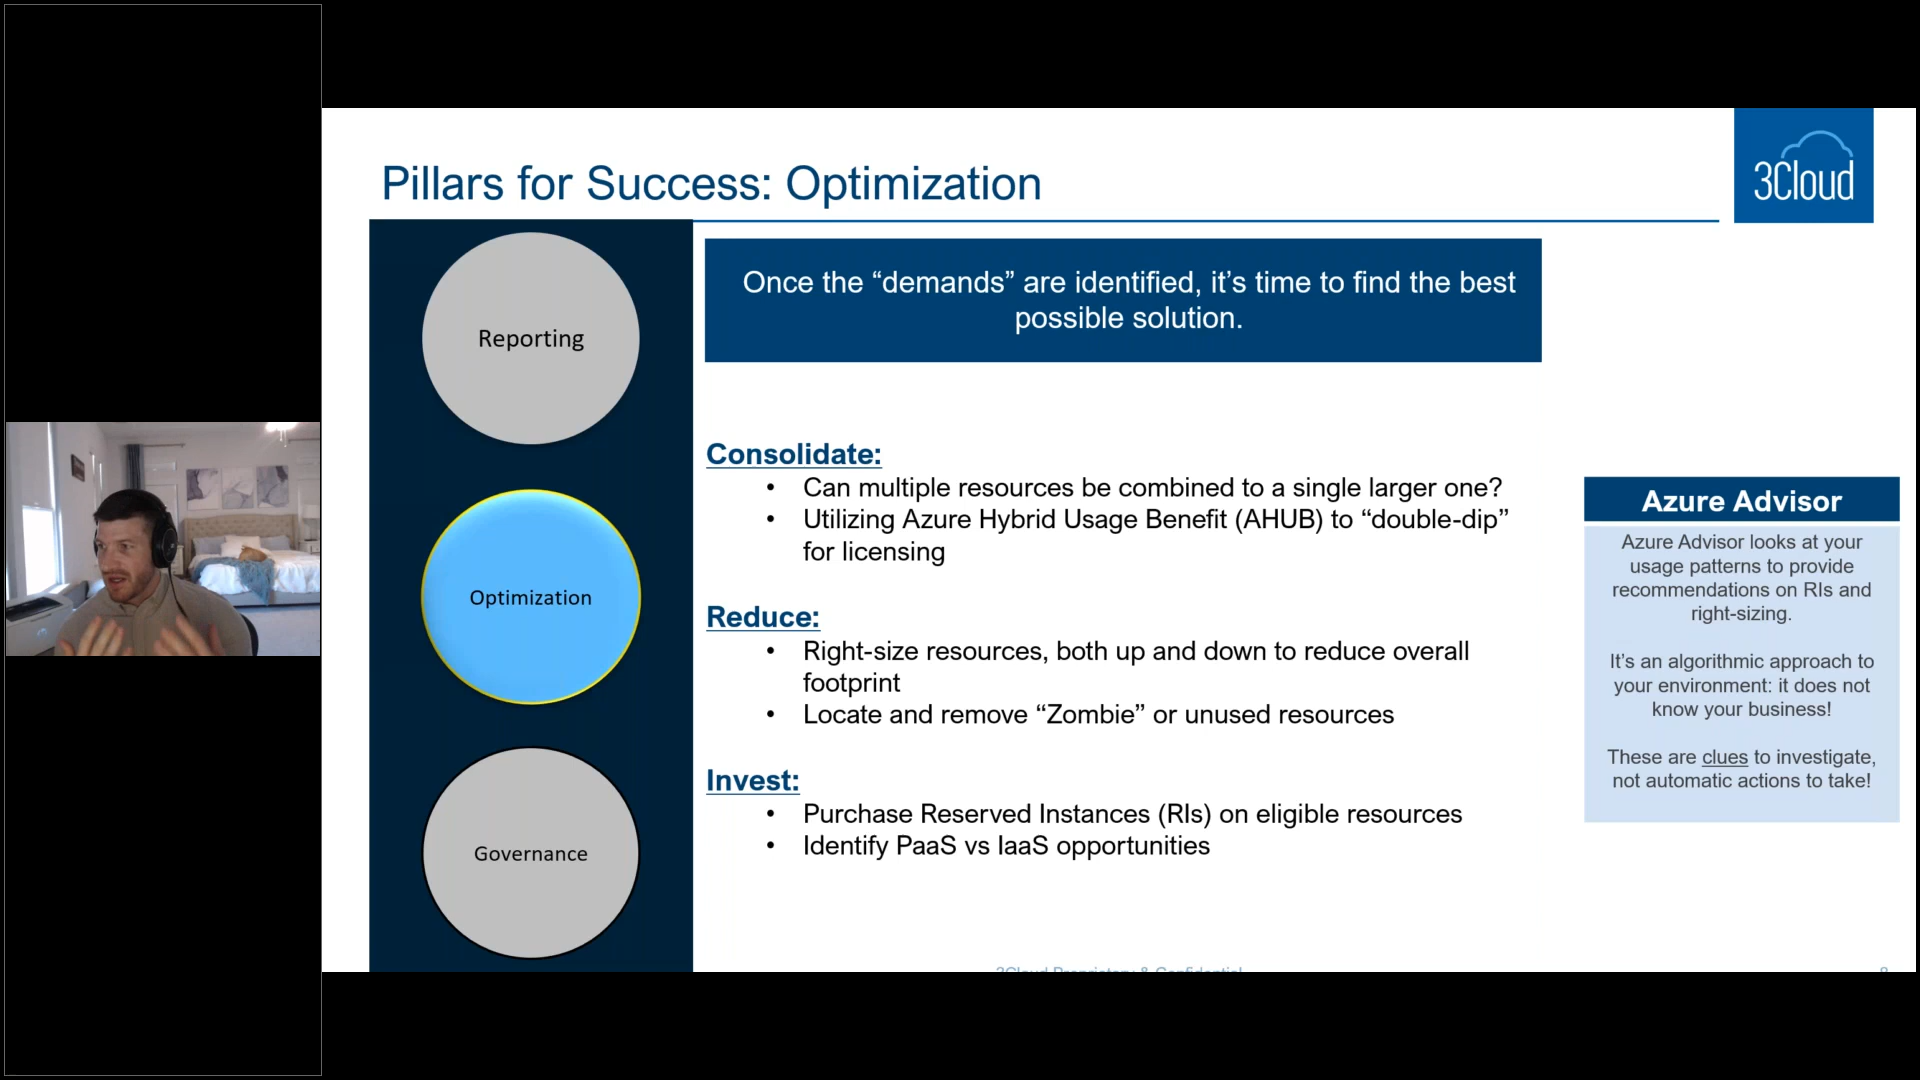 Pillars for Success: Optimization
3Cloud
Reporting
Optimization
Governance
Once the “demands” are identified, it’s time to find the best
possible solution.
Consolidate:
• Can multiple resources be combined to a single larger one?
• Utilizing Azure Hybrid Usage Benefit (AHUB) to “double-dip”
for licensing
Reduce:
• Right-size resources, both up and down to reduce overall
footprint
• Locate and remove “Zombie” or unused resources
Invest:
• Purchase Reserved Instances (RIs) on eligible resources
• Identify PaaS vs IaaS opportunities
Azure Advisor
Azure Advisor looks at your
usage patterns to provide
recommendations on RIs and
right-sizing.
It’s an algorithmic approach to
your environment: it does not
know your business!
These are clues to investigate,
not automatic actions to take!
3Cloud Proprietary & Confidential